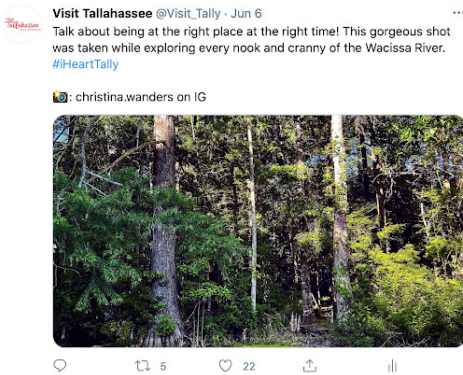 Visit Tallahassee @Visit_Tally · Jun 6
Talk about being at the right place at the right time! This gorgeous shot
was taken while exploring every nook and cranny of the Wacissa River.
#iHeartTally
: christina.wanders on IG
5
22